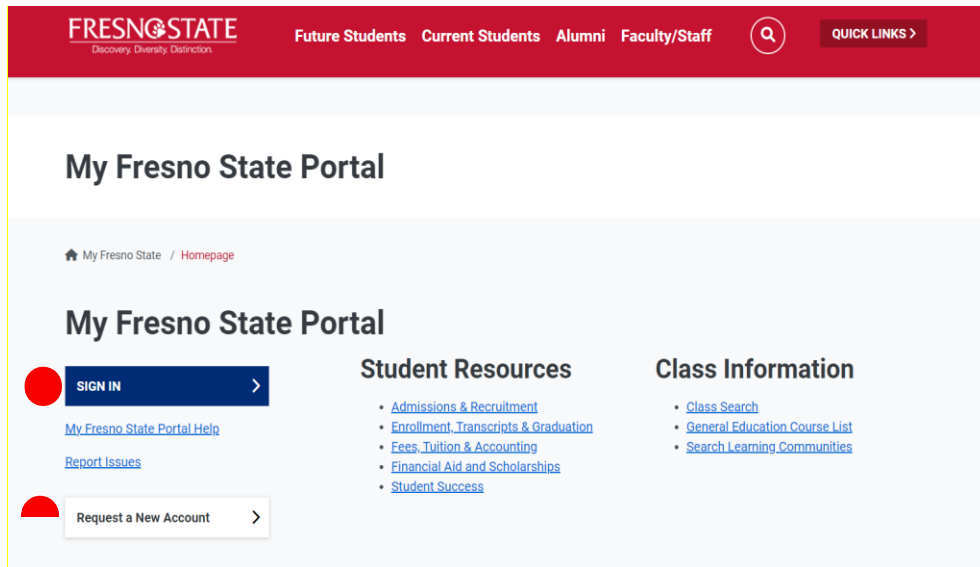 FRESNO STATE
Discovery. Diversity. Distinction.
Future Students Current Students Alumni Faculty/Staff QUICK LINKS >
My Fresno State Portal
My Fresno State / Homepage
My Fresno State Portal
SIGN IN
My Fresno State Portal Help
Report Issues
Request a New Account
Student Resources
• Admissions & Recruitment
• Enrollment, Transcripts & Graduation
• Fees, Tuition & Accounting
• Financial Aid and Scholarships
• Student Success
Class Information
• Class Search
• General Education Course List
• Search Learning Communities